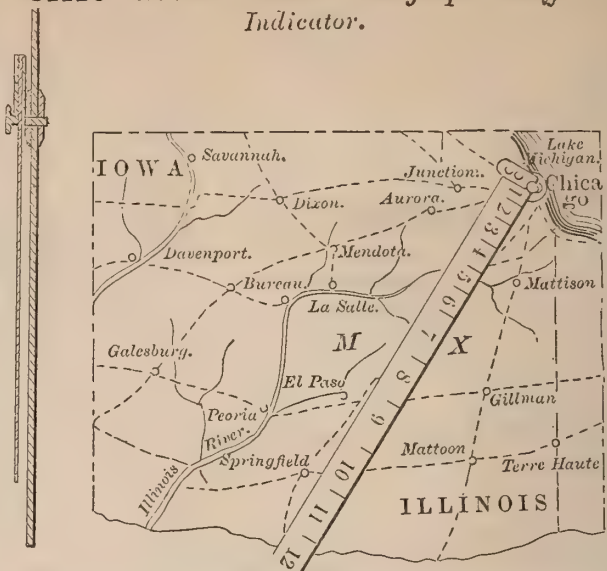 Indicator.
Lake
Michigan.
IOWA
Savannah.
Junction.
Chica
go
Dixon.
Aurora.
Davenport.
Mendota.
Bureau.
La Salle.
Mattison
M
X
Galesburg.
El Paso
Peoria
Gillman
River.
Illinois
Springfield
Mattoon
Terre Haute
ILLINOIS
1 2 3 4 5 6 7 8 9 10 11 12